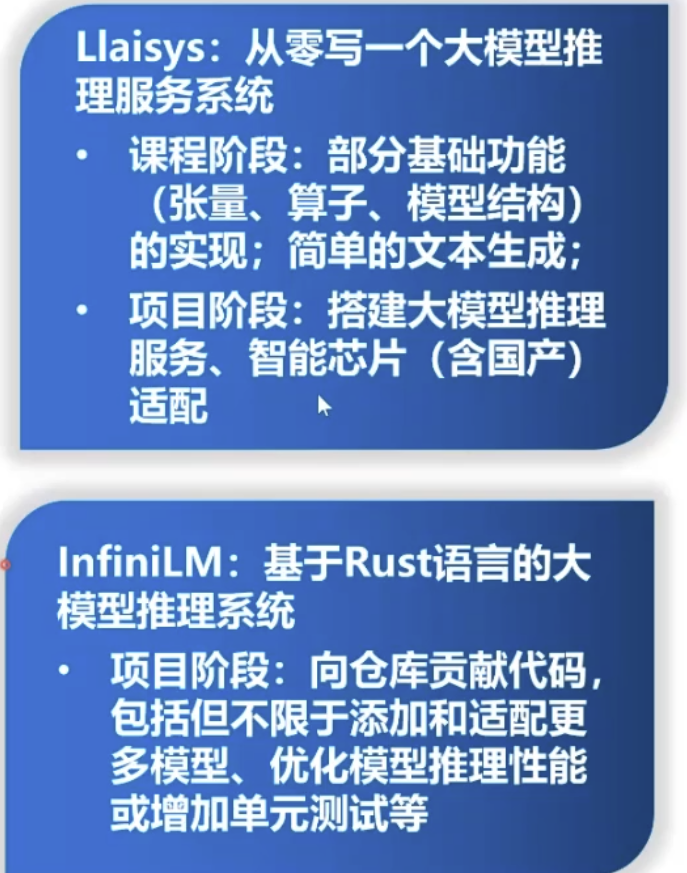 Llaisys：从零写一个大模型推
理服务系统
• 课程阶段：部分基础功能
（张量、算子、模型结构）
的实现；简单的文本生成；
• 项目阶段：搭建大模型推理
服务、智能芯片（含国产）
适配
InfiniLM：基于Rust语言的大
模型推理系统
• 项目阶段：向仓库贡献代码，
包括但不限于添加和适配更
多模型、优化模型推理性能
或增加单元测试等